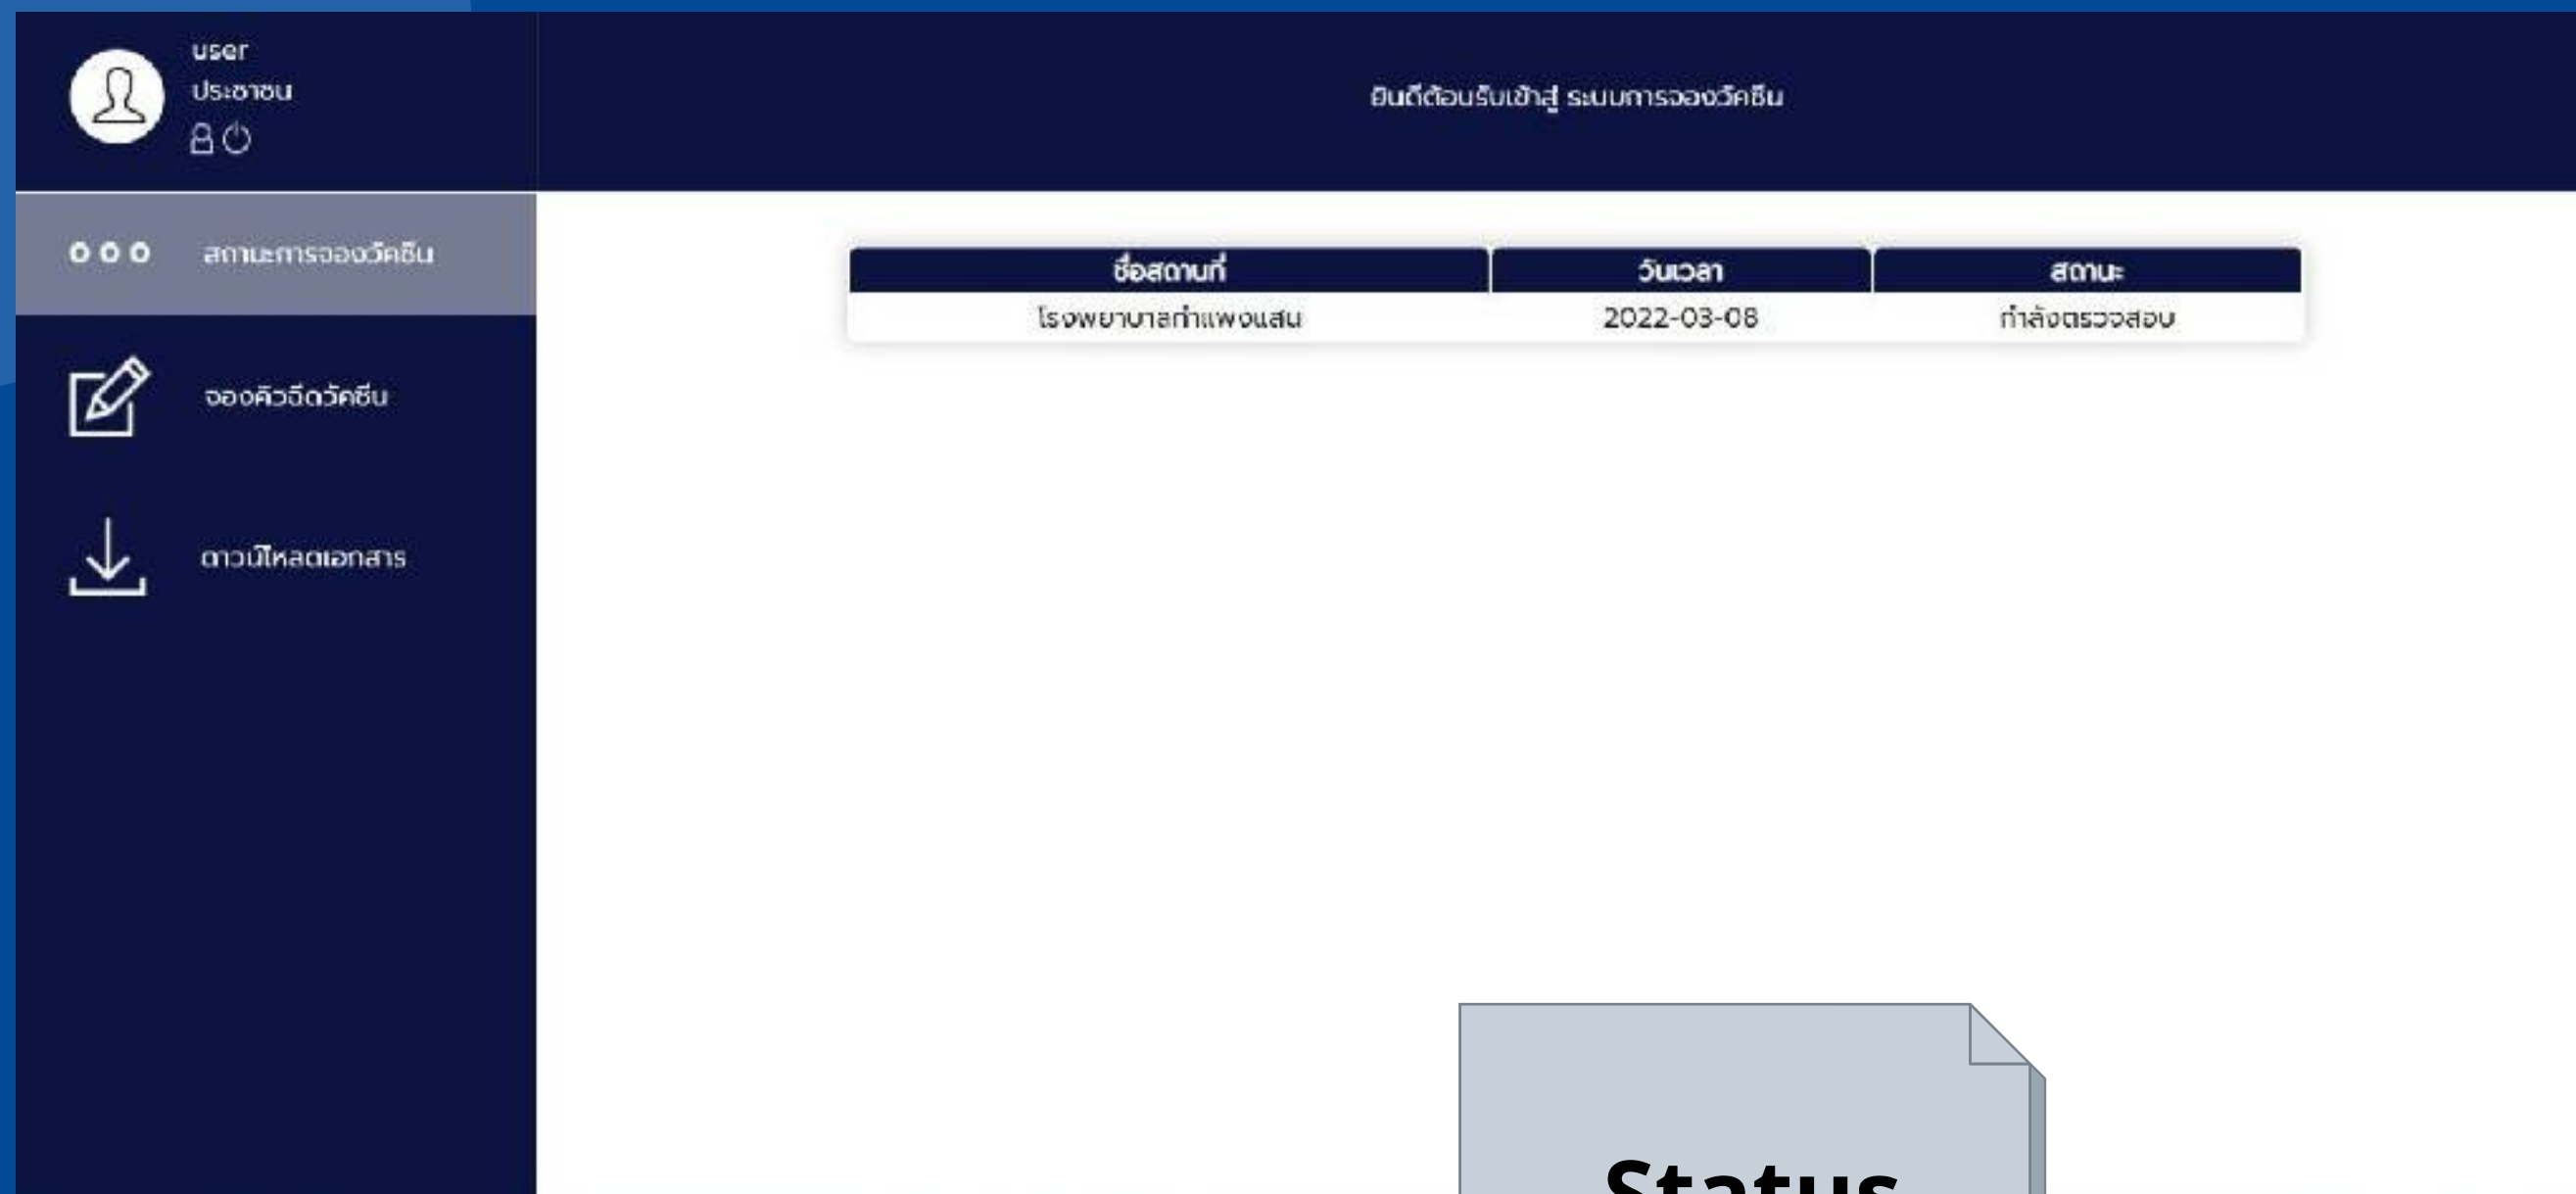 user
ประชาชน
ยินดีต้อนรับเข้าสู่ ระบบการจองวัคซีน
สถานะการจองวัคซีน
จองคิวฉีดวัคซีน
ดาวน์โหลดเอกสาร
ชื่อสถานที่ วันเวลา สถานะ
โรงพยาบาลกำแพงแสน 2022-03-08 กำลังตรวจสอบ
Status